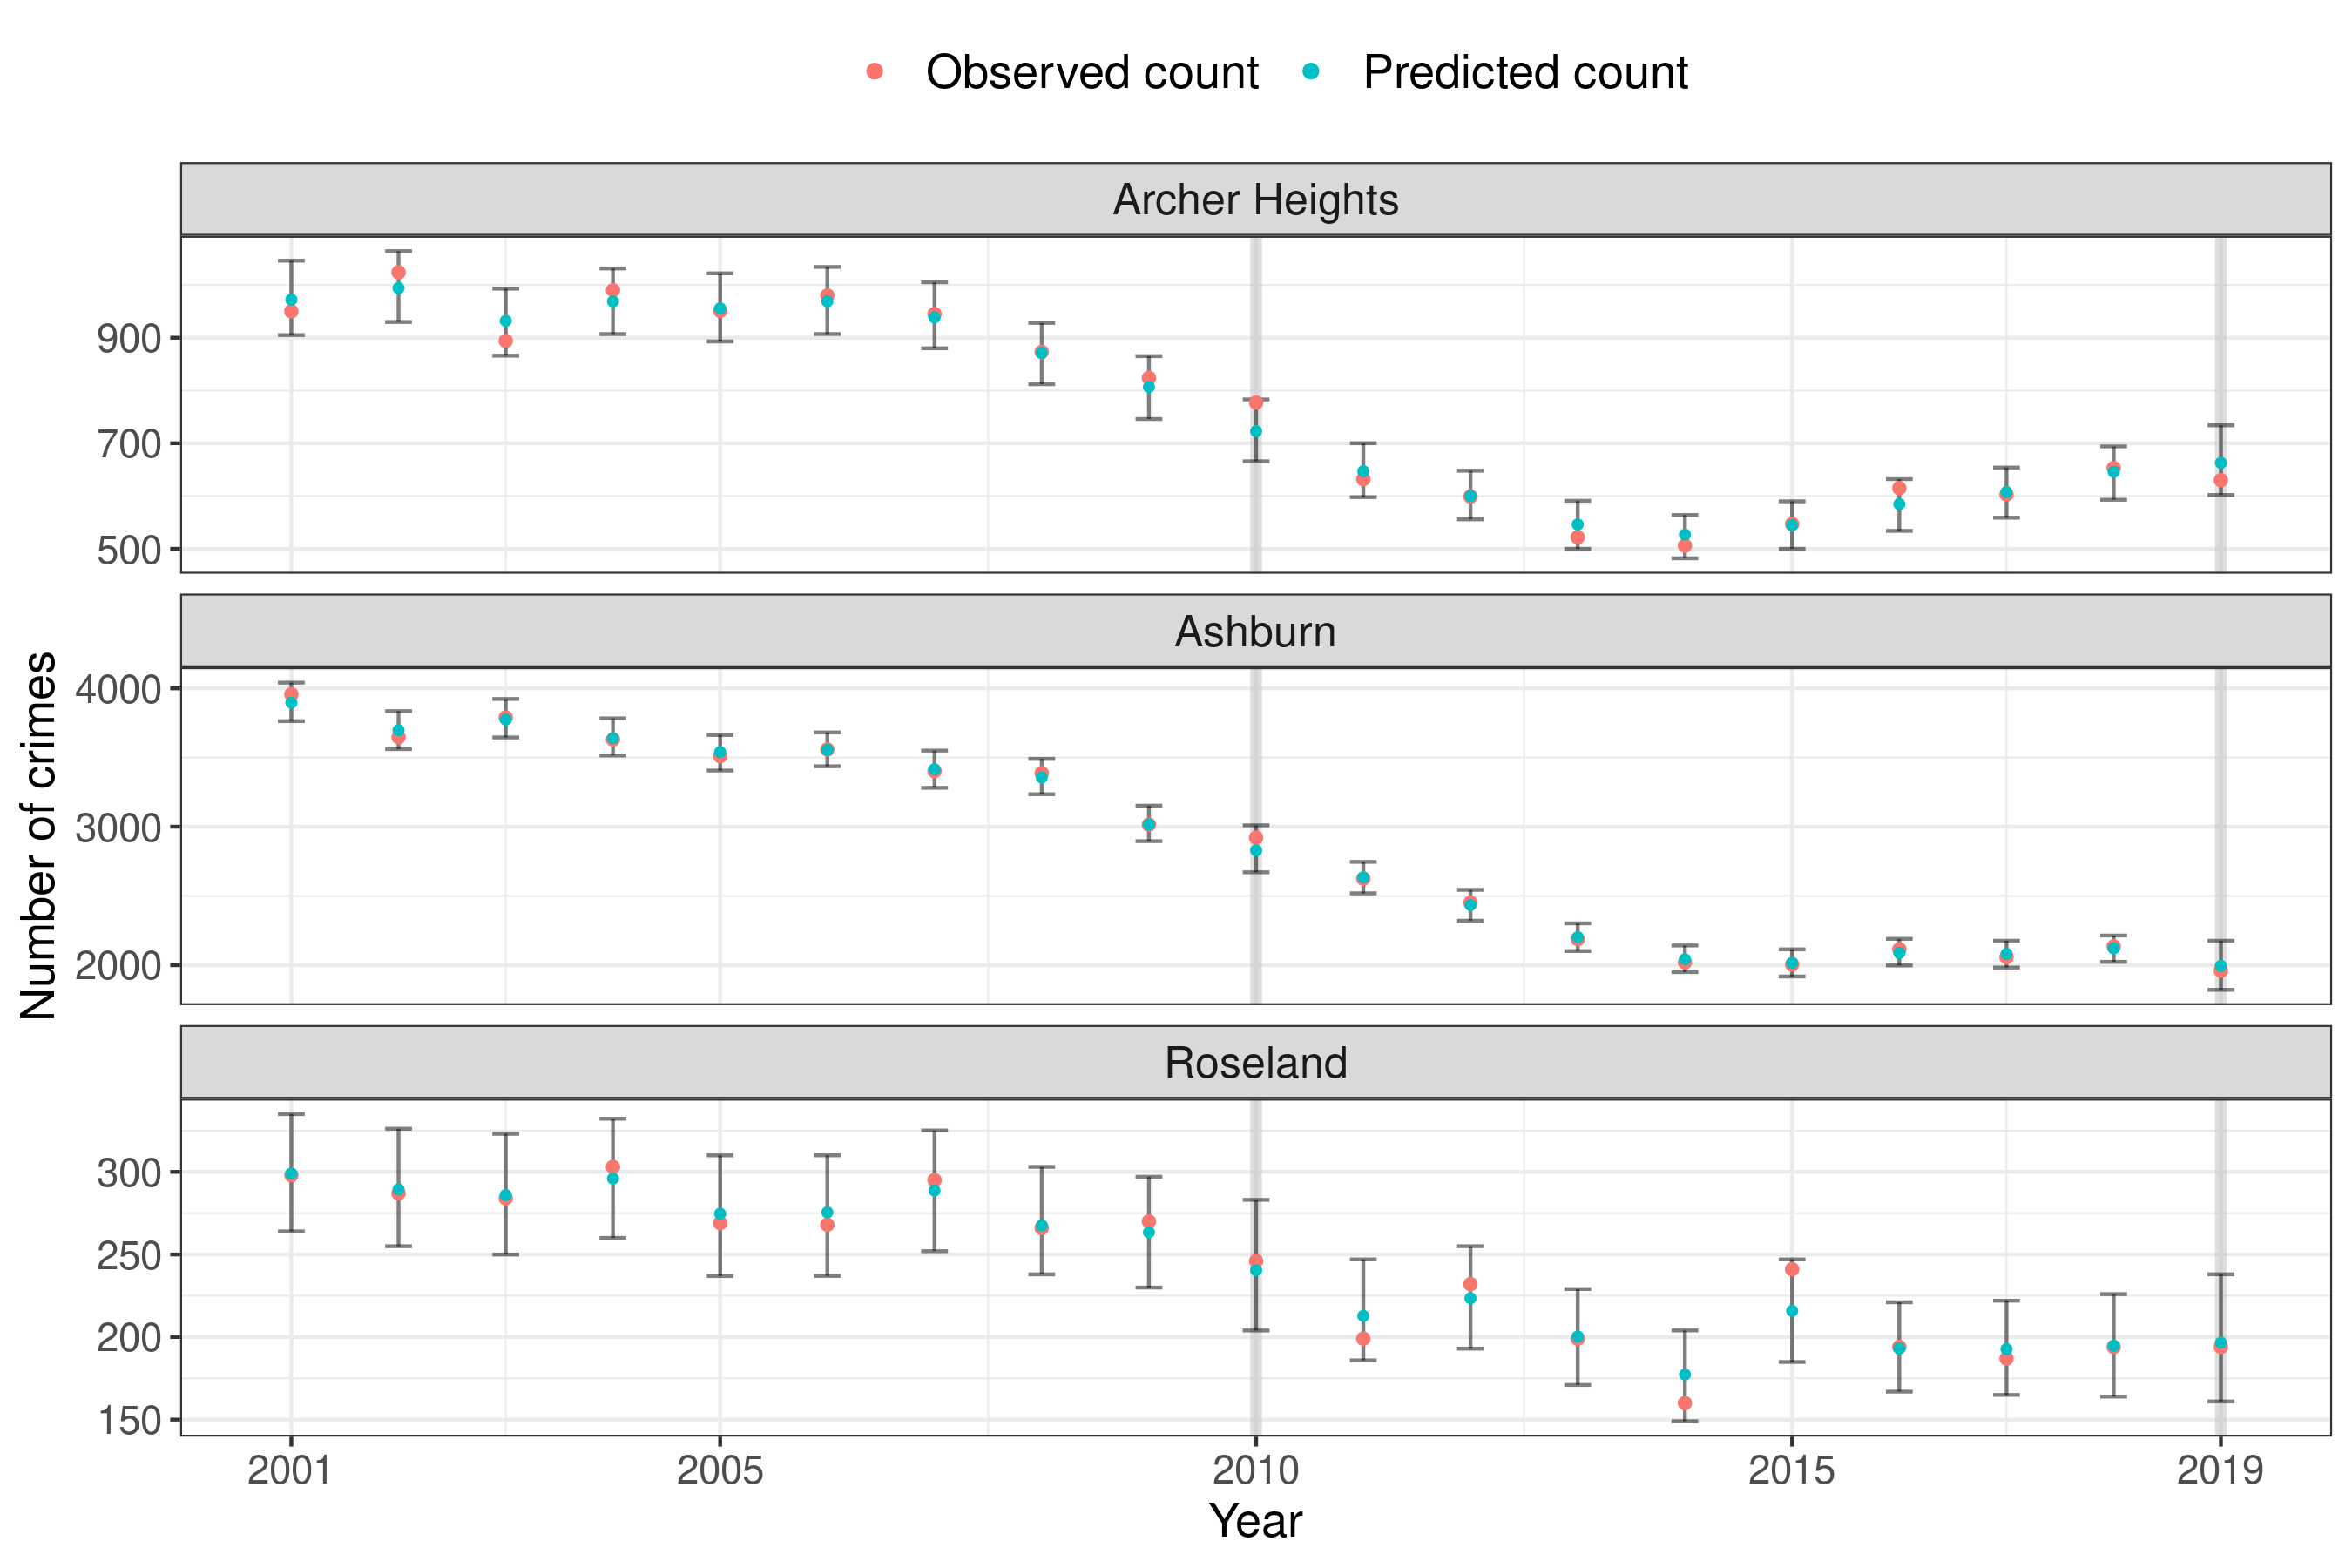 Observed count Predicted count
Archer Heights
900
700
500
Ashburn
4000
3000
2000
Roseland
300
250
200
150
2001 2005 2010 2015 2019
Year
Number of crimes